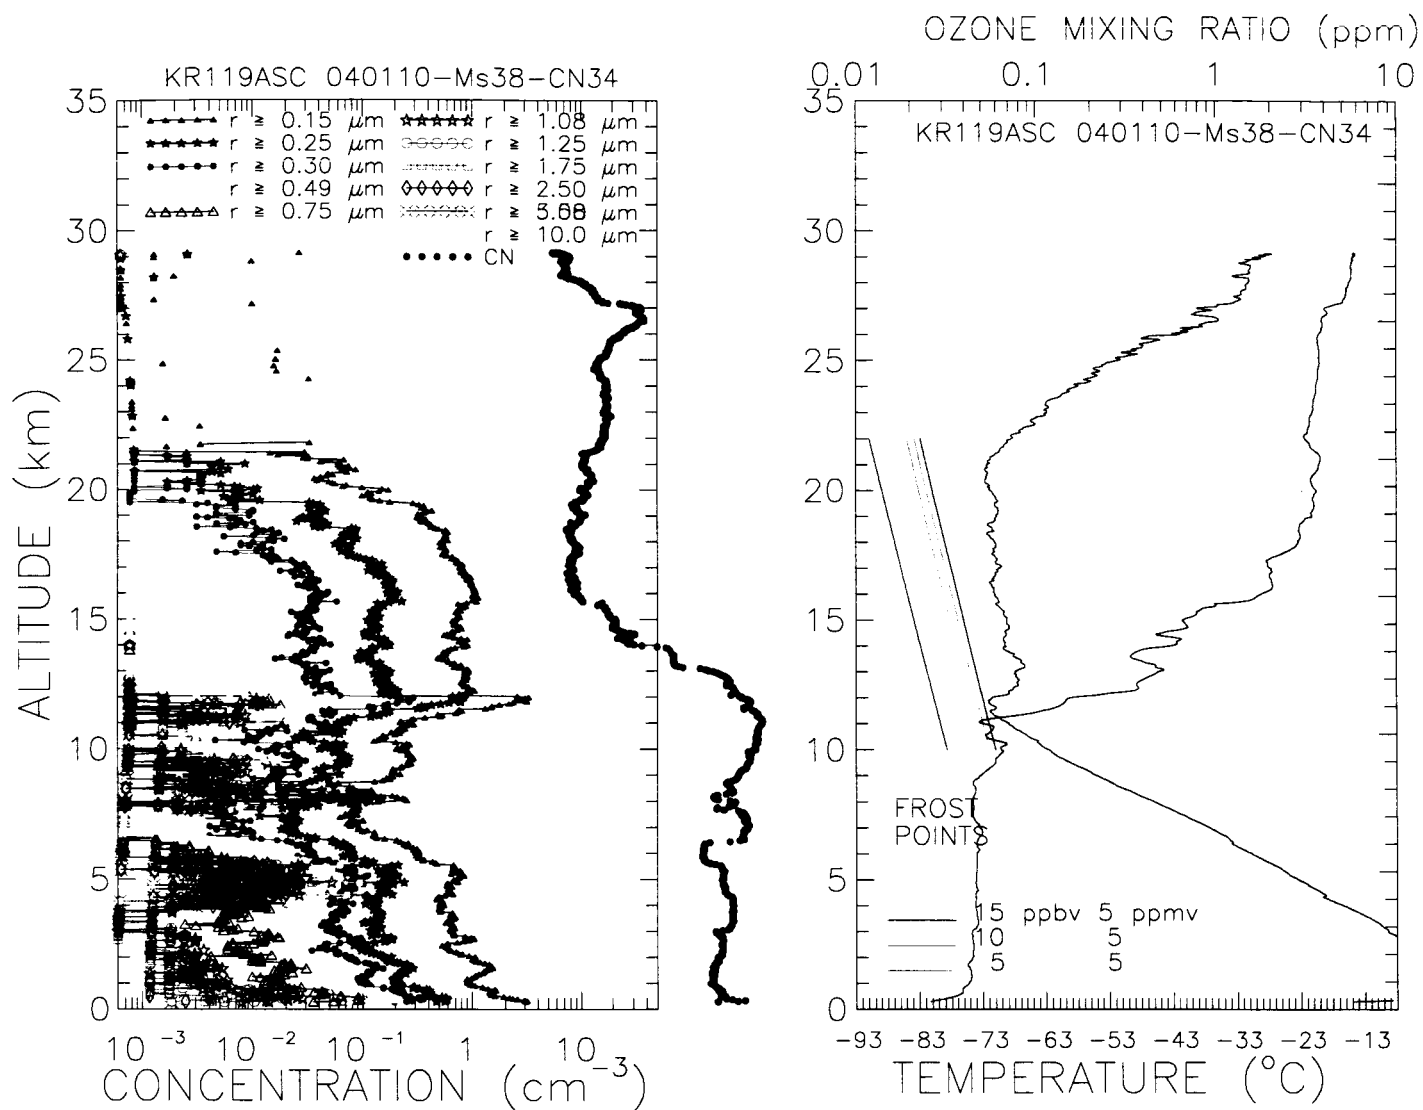 OZONE MIXING RATIO (ppm)
0.01 0.1 1 10
KR119ASC 040110-Ms38-CN34
35
r ≥ 0.15 μm
r ≥ 0.25 μm
r ≥ 0.30 μm
r ≥ 0.49 μm
r ≥ 0.75 μm
r ≥ 1.08 μm
r ≥ 1.25 μm
r ≥ 1.75 μm
r ≥ 2.50 μm
r ≥ μm
r ≥ 10.0 μm
CN
30
25
20
15
10
5
0
ALTITUDE (km)
10⁻³ 10⁻² 10⁻¹ 1 10
CONCENTRATION (cm⁻³)
35
KR119ASC 040110-Ms38-CN34
30
25
20
15
10
5
0
FROST
POINTS
15 ppbv 5 ppmv
10 5
5 5
-93 -83 -73 -63 -53 -43 -33 -23 -13
TEMPERATURE (°C)